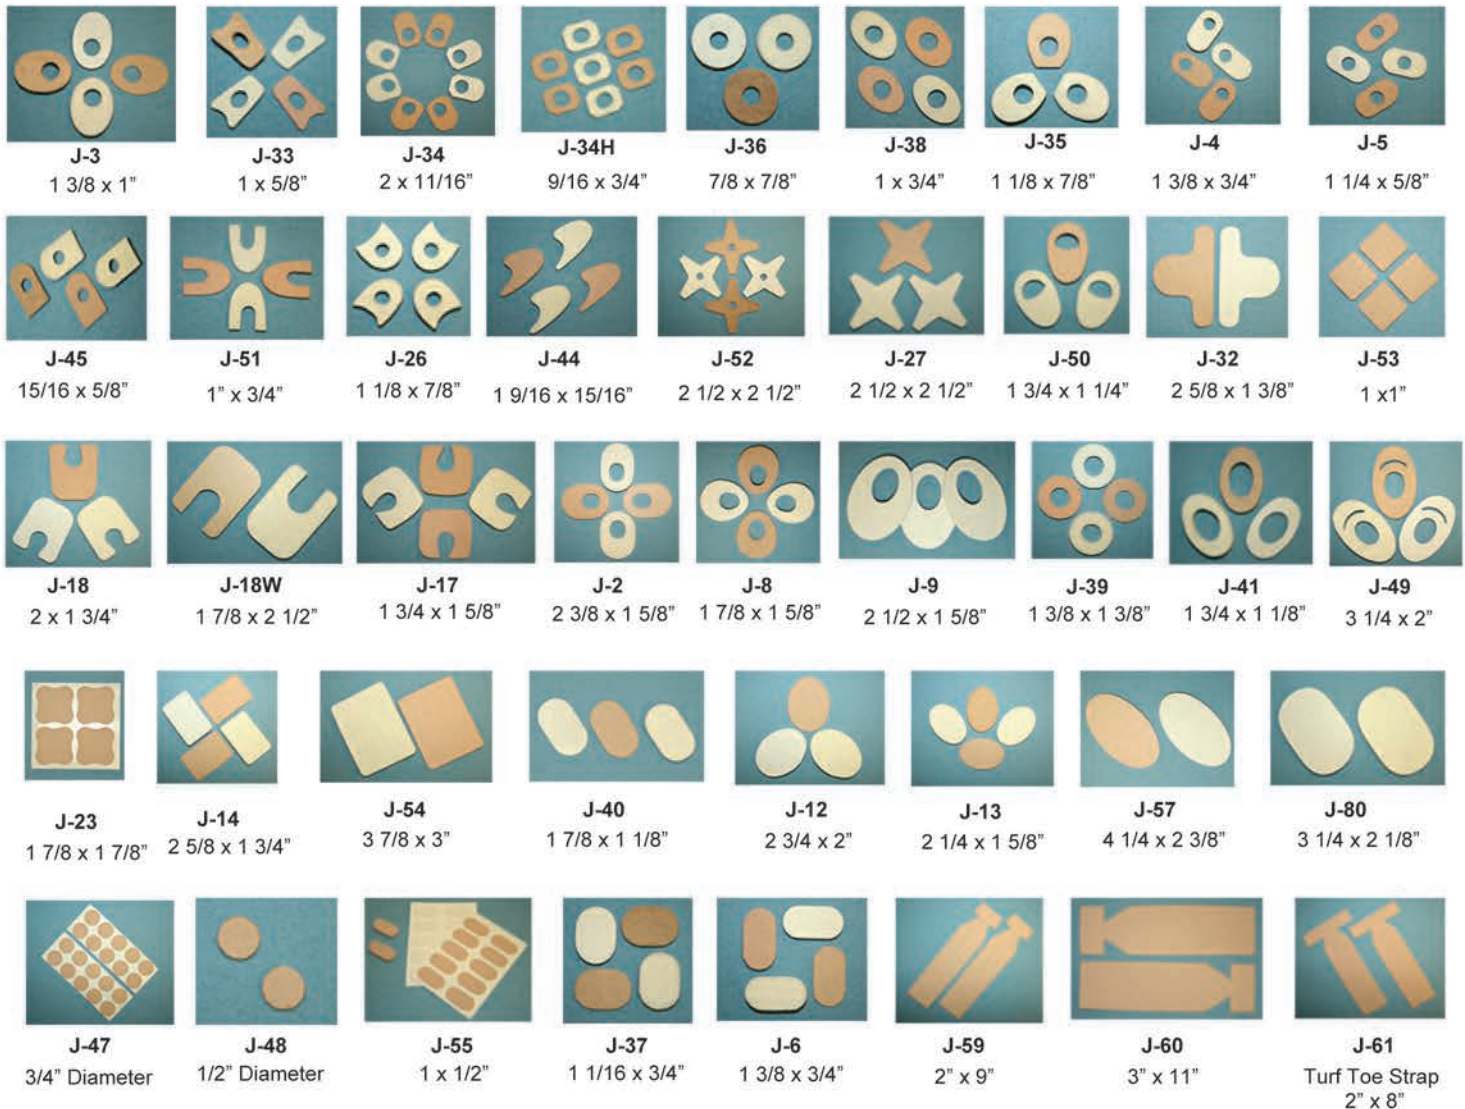 J-3 J-33 J-34 J-34H J-36 J-38 J-35 J-4 J-5
1 3/8 x 1” 1 x 5/8” 2 x 11/16” 9/16 x 3/4” 7/8 x 7/8” 1 x 3/4” 1 1/8 x 7/8” 1 3/8 x 3/4” 1 1/4 x 5/8”
J-45 J-51 J-26 J-44 J-52 J-27 J-50 J-32 J-53
15/16 x 5/8” 1” x 3/4” 1 1/8 x 7/8” 1 9/16 x 15/16” 2 1/2 x 2 1/2” 2 1/2 x 2 1/2” 1 3/4 x 1 1/4” 2 5/8 x 1 3/8” 1 x1”
J-18 J-18W J-17 J-2 J-8 J-9 J-39 J-41 J-49
2 x 1 3/4” 1 7/8 x 2 1/2” 1 3/4 x 1 5/8” 2 3/8 x 1 5/8” 1 7/8 x 1 5/8” 2 1/2 x 1 5/8” 1 3/8 x 1 3/8” 1 3/4 x 1 1/8” 3 1/4 x 2”
J-23 J-14 J-54 J-40 J-12 J-13 J-57 J-80
1 7/8 x 1 7/8” 2 5/8 x 1 3/4” 3 7/8 x 3” 1 7/8 x 1 1/8” 2 3/4 x 2” 2 1/4 x 1 5/8” 4 1/4 x 2 3/8” 3 1/4 x 2 1/8”
J-47 J-48 J-55 J-37 J-6 J-59 J-60 J-61
3/4” Diameter 1/2” Diameter 1 x 1/2” 1 1/16 x 3/4” 1 3/8 x 3/4” 2” x 9” 3” x 11” Turf Toe Strap
2” x 8”